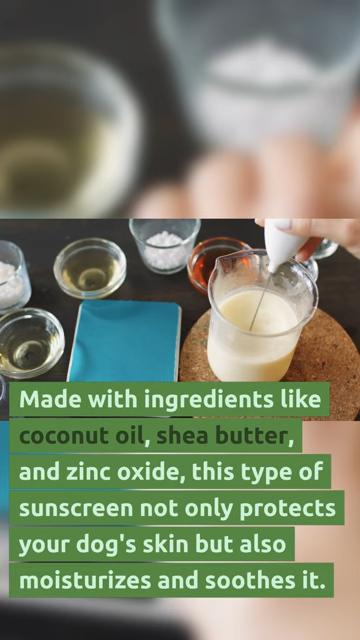 Made with ingredients like
coconut oil, shea butter,
and zinc oxide, this type of
sunscreen not only protects
your dog's skin but also
moisturizes and soothes it.